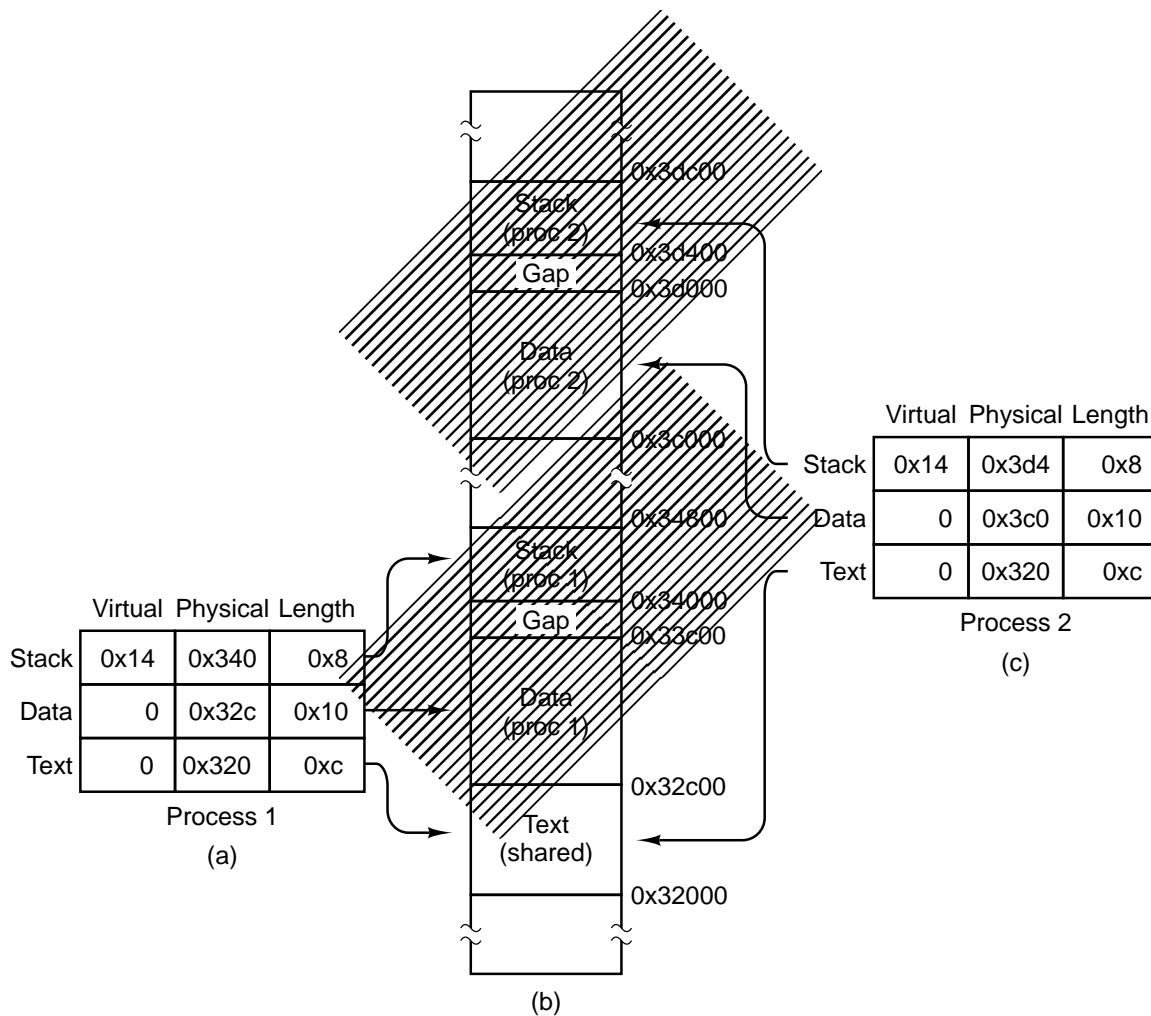 0x3dc00
Stack
(proc 2)
0x3d400
Gap
0x3d000
Data
(proc 2)
0x3c000
0x34800
Stack
(proc 1)
0x34000
Gap
0x33c00
Data
(proc 1)
0x32c00
Text
(shared)
0x32000
(b)
Virtual Physical Length
Stack 0x14 0x340 0x8
Data 0 0x32c 0x10
Text 0 0x320 0xc
Process 1
(a)
Virtual Physical Length
Stack 0x14 0x3d4 0x8
Data 0 0x3c0 0x10
Text 0 0x320 0xc
Process 2
(c)